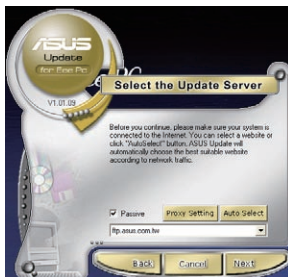 ASUS
Update
for Eee PC
V1.01.09
Select the Update Server
Before you continue, please make sure your system is
connected to the Internet. You can select a website or
click "AutoSelect" button. ASUS Update will
automatically choose the best suitable website
according to network traffic.
Passive
Proxy Setting
Auto Select
ftp.asus.com.tw
Back
Cancel
Next